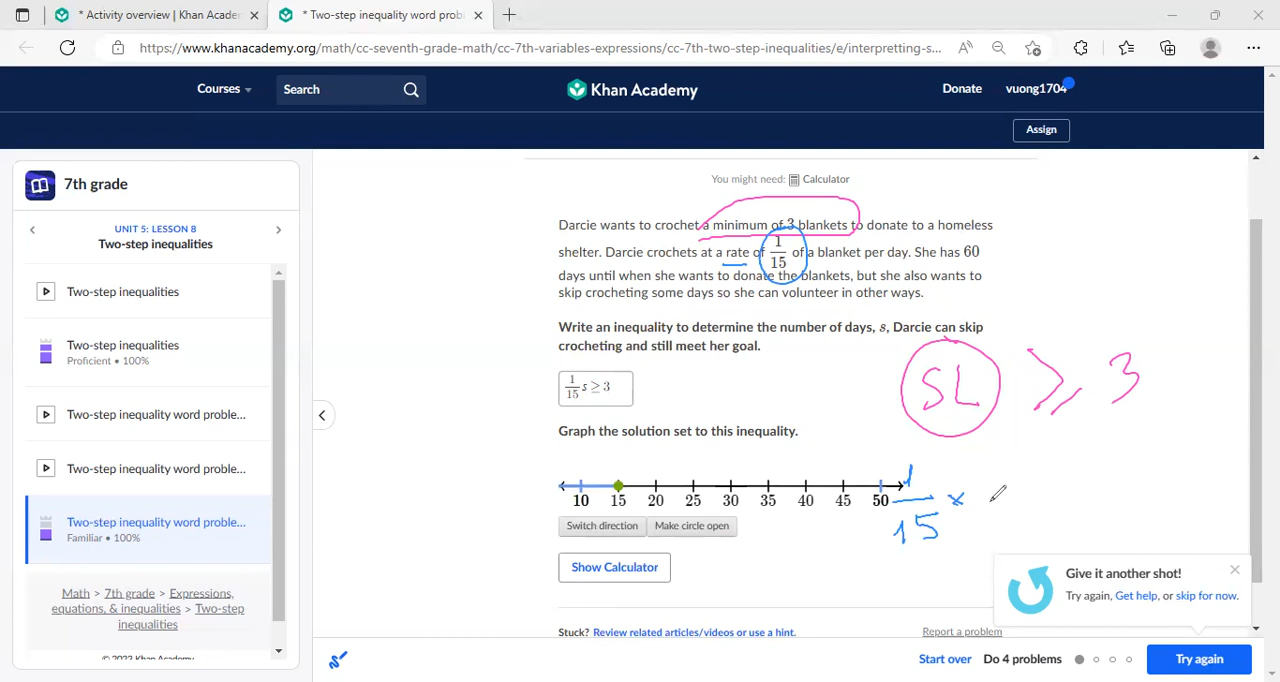 * Activity overview | Khan Acade
* Two-step inequality word probl
https://www.khanacademy.org/math/cc-seventh-grade-math/cc-7th-variables-expressions/cc-7th-two-step-inequalities/e/interpretting-s...
Courses
Search
Khan Academy
Donate
vuong1704
Assign
7th grade
UNIT 5: LESSON 8
Two-step inequalities
Two-step inequalities
Two-step inequalities
Proficient • 100%
Two-step inequality word proble...
Two-step inequality word proble...
Two-step inequality word proble...
Familiar • 100%
Math > 7th grade > Expressions,
equations, & inequalities > Two-step
inequalities
© 2023 Khan Academy
You might need: Calculator
Darcie wants to crochet a minimum of 3 blankets to donate to a homeless
shelter. Darcie crochets at a rate of 1/15 of a blanket per day. She has 60
days until when she wants to donate the blankets, but she also wants to
skip crocheting some days so she can volunteer in other ways.
Write an inequality to determine the number of days, s, Darcie can skip
crocheting and still meet her goal.
1/15 s ≥ 3
SL ≥ 3
Graph the solution set to this inequality.
10 15 20 25 30 35 40 45 50
1/15 ×
Switch direction
Make circle open
Show Calculator
Give it another shot!
Try again, Get help, or skip for now.
Stuck? Review related articles/videos or use a hint.
Report a problem
Start over
Do 4 problems
Try again